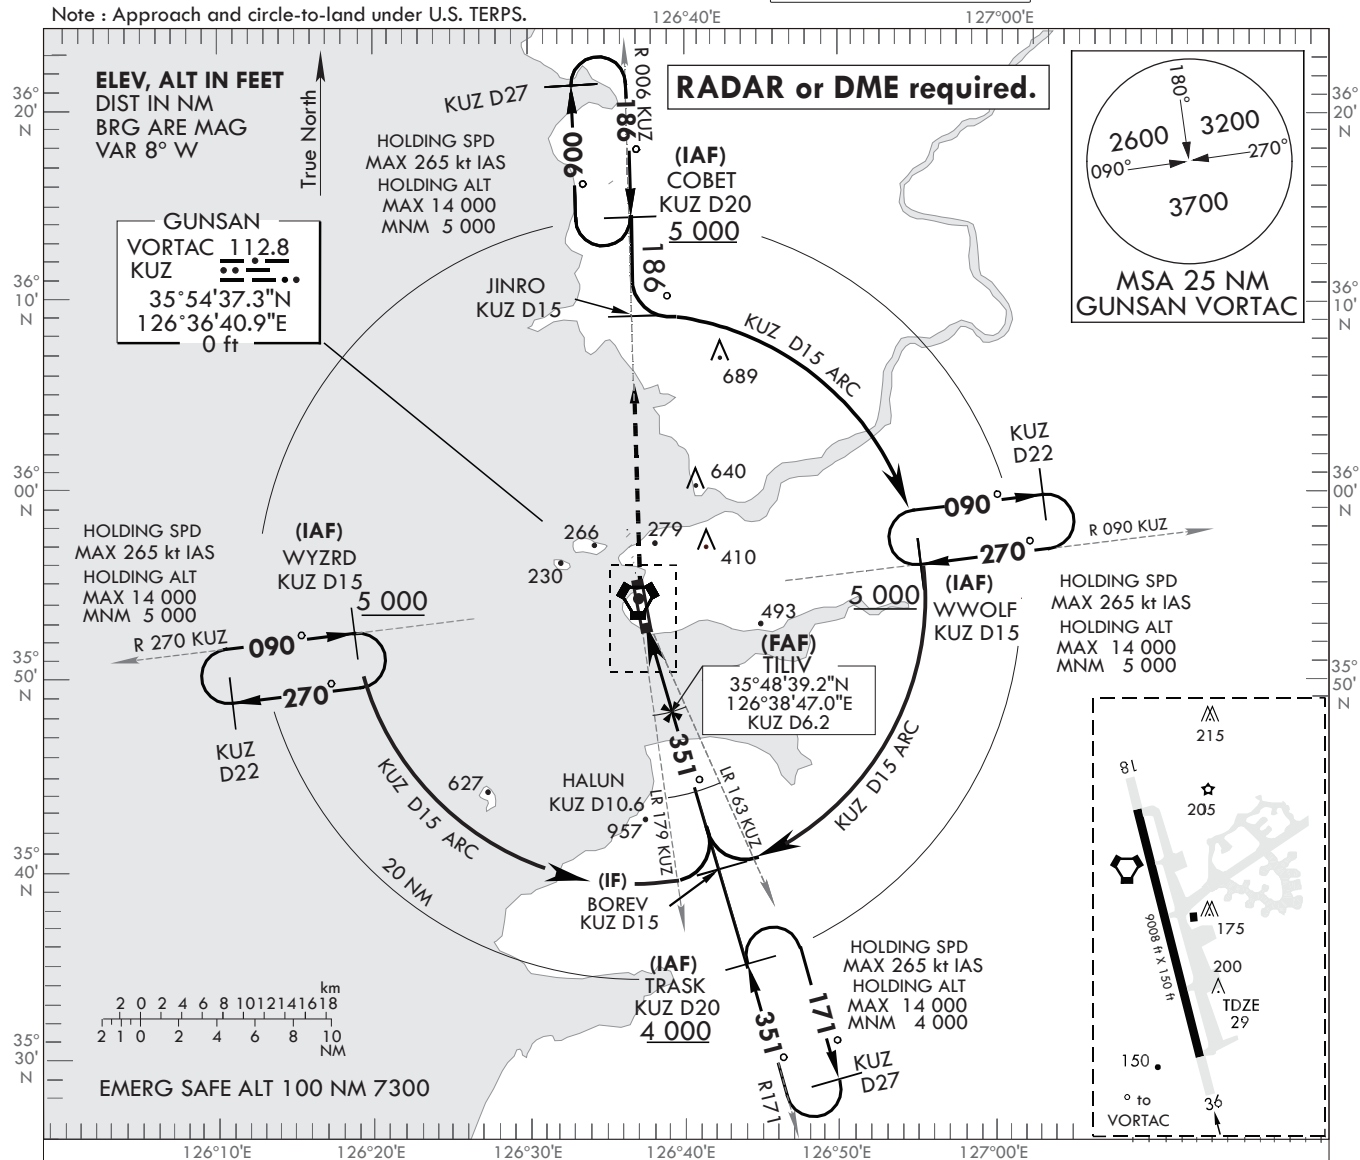 Note : Approach and circle-to-land under U.S. TERPS.
126°40'E
127°00'E
ELEV, ALT IN FEET
DIST IN NM
BRG ARE MAG
VAR 8° W
True North
36°
20'
N
36°
20'
N
KUZ D27
R 006 KUZ
186°
006°
RADAR or DME required.
180°
2600
3200
090°
270°
3700
MSA 25 NM
GUNSAN VORTAC
HOLDING SPD
MAX 265 kt IAS
HOLDING ALT
MAX 14 000
MNM 5 000
(IAF)
COBET
KUZ D20
5 000
GUNSAN
VORTAC 112.8
KUZ
35°54'37.3"N
126°36'40.9"E
0 ft
186°
JINRO
KUZ D15
36°
10'
N
36°
10'
N
KUZ D15 ARC
689
640
KUZ
D22
36°
00'
N
36°
00'
N
090°
270°
R 090 KUZ
266
279
410
230
HOLDING SPD
MAX 265 kt IAS
HOLDING ALT
MAX 14 000
MNM 5 000
(IAF)
WYZRD
KUZ D15
5 000
R 270 KUZ
090°
270°
KUZ
D22
5 000
(IAF)
WWOLF
KUZ D15
HOLDING SPD
MAX 265 kt IAS
HOLDING ALT
MAX 14 000
MNM 5 000
493
(FAF)
TILIV
35°48'39.2"N
126°38'47.0"E
KUZ D6.2
35°
50'
N
35°
50'
N
351°
KUZ D15 ARC
KUZ D15 ARC
627
HALUN
KUZ D10.6
957
LR 179 KUZ
LR 163 KUZ
20 NM
35°
40'
N
(IF)
BOREV
KUZ D15
(IAF)
TRASK
KUZ D20
4 000
HOLDING SPD
MAX 265 kt IAS
HOLDING ALT
MAX 14 000
MNM 4 000
351°
171°
KUZ
D27
R171
215
18
205
9008 ft X 150 ft
175
200
TDZE
29
150
° to
VORTAC
36
km
2 0 2 4 6 8 10 12 14 16 18
2 1 0 2 4 6 8 10
NM
35°
30'
N
EMERG SAFE ALT 100 NM 7300
126°10'E
126°20'E
126°30'E
126°40'E
126°50'E
127°00'E